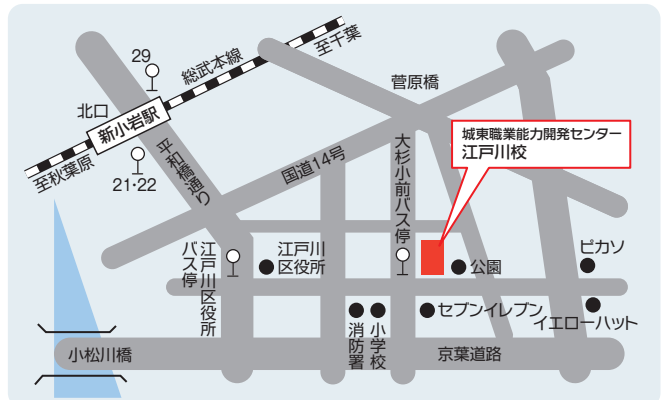 29
総武本線
至千葉
北口
新小岩駅
至秋葉原
21・22
平和橋通り
国道14号
菅原橋
大杉小前バス停
城東職業能力開発センター
江戸川校
江戸川区役所
バス停
江戸川
区役所
公園
ピカソ
消防署
小学校
セブンイレブン
イエローハット
小松川橋
京葉道路